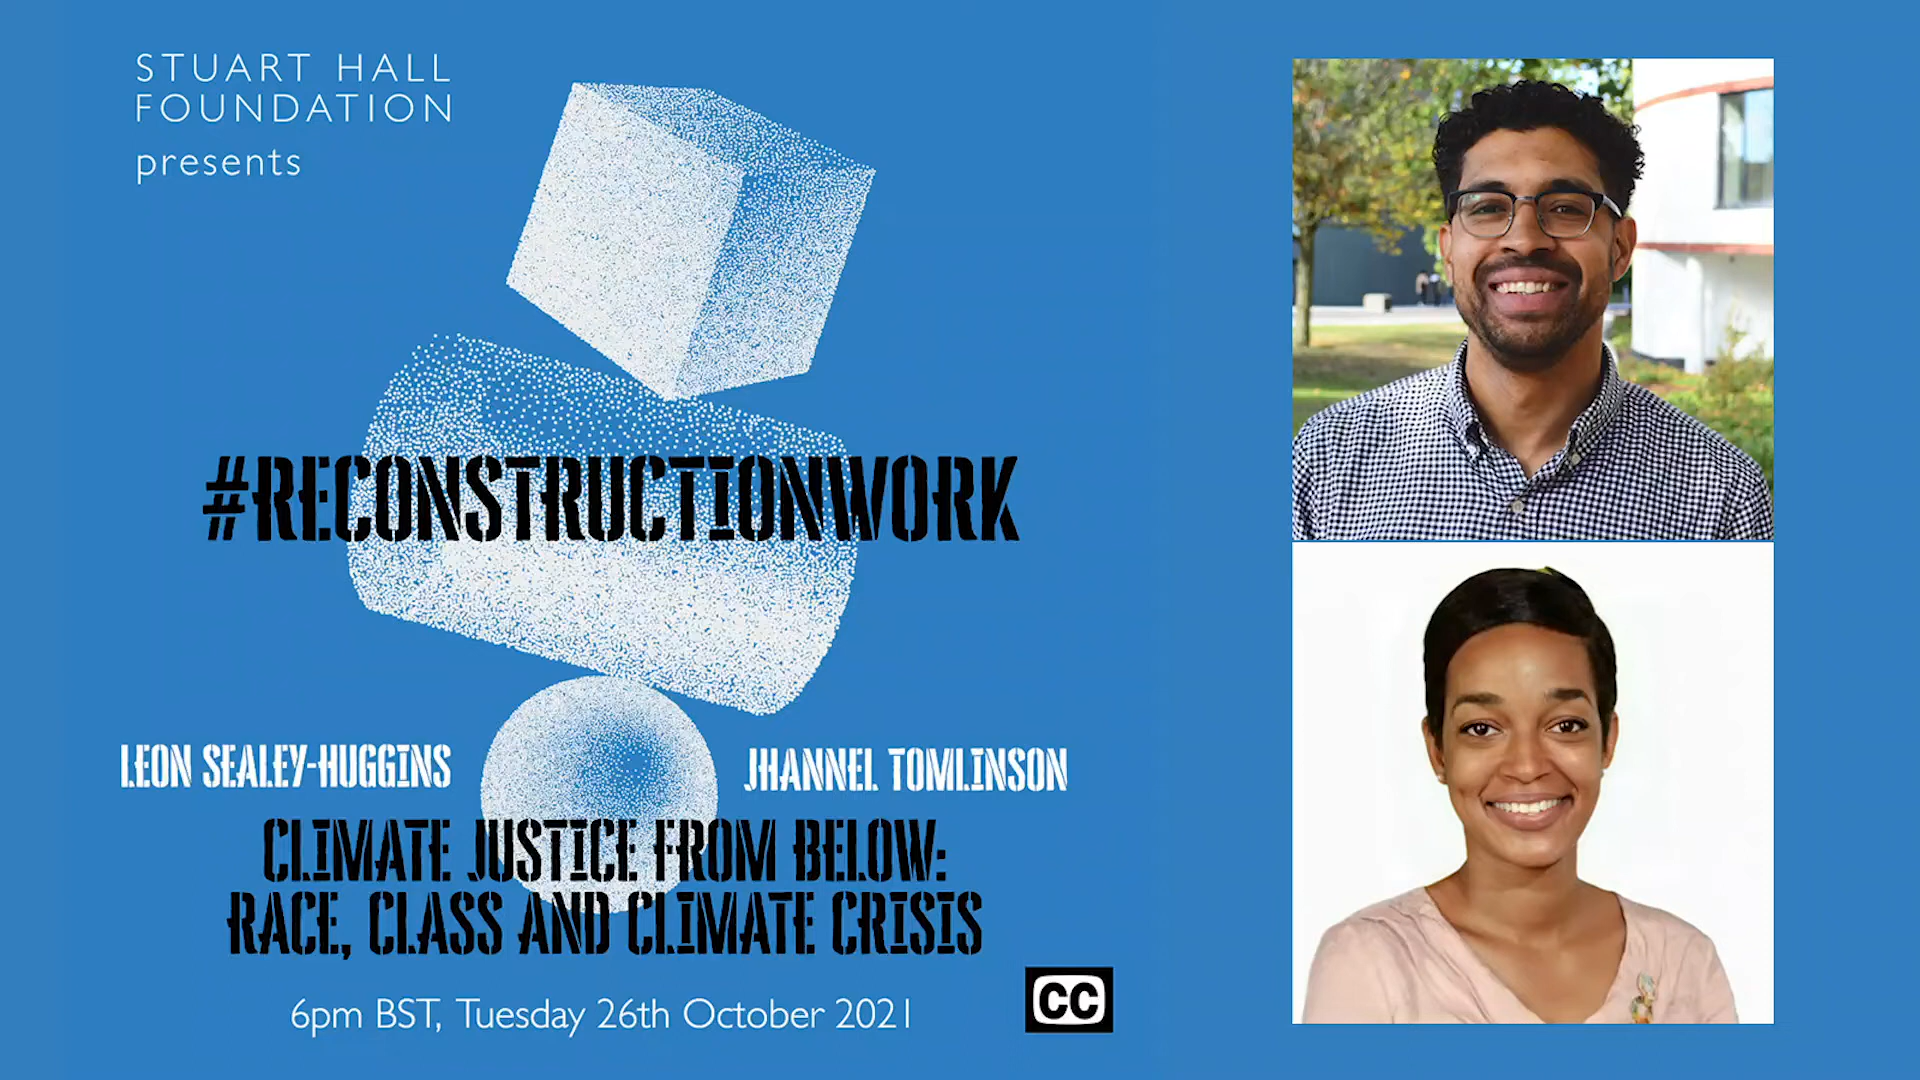 STUART HALL
FOUNDATION
presents
#RECONSTRUCTIONWORK
LEON SEALEY-HUGGINS
JHANNEL TOMLINSON
CLIMATE JUSTICE FROM BELOW:
RACE, CLASS AND CLIMATE CRISIS
6pm BST, Tuesday 26th October 2021
CC